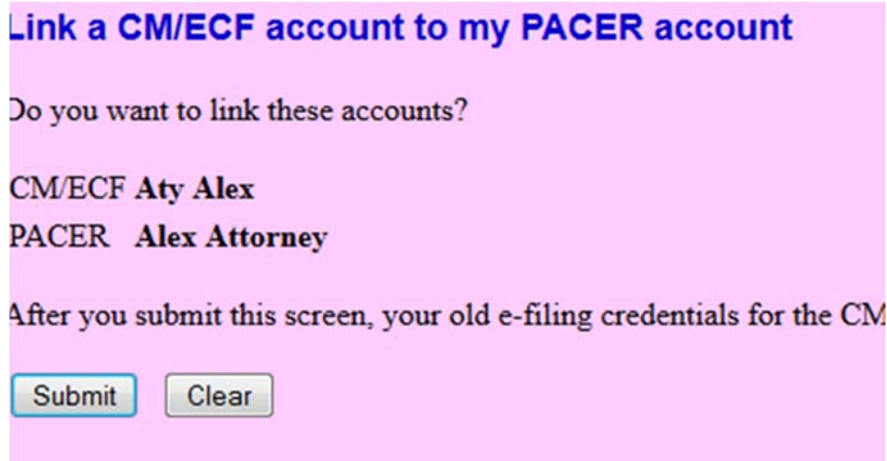 Link a CM/ECF account to my PACER account
Do you want to link these accounts?
CM/ECF Aty Alex
PACER Alex Attorney
After you submit this screen, your old e-filing credentials for the CM
Submit Clear